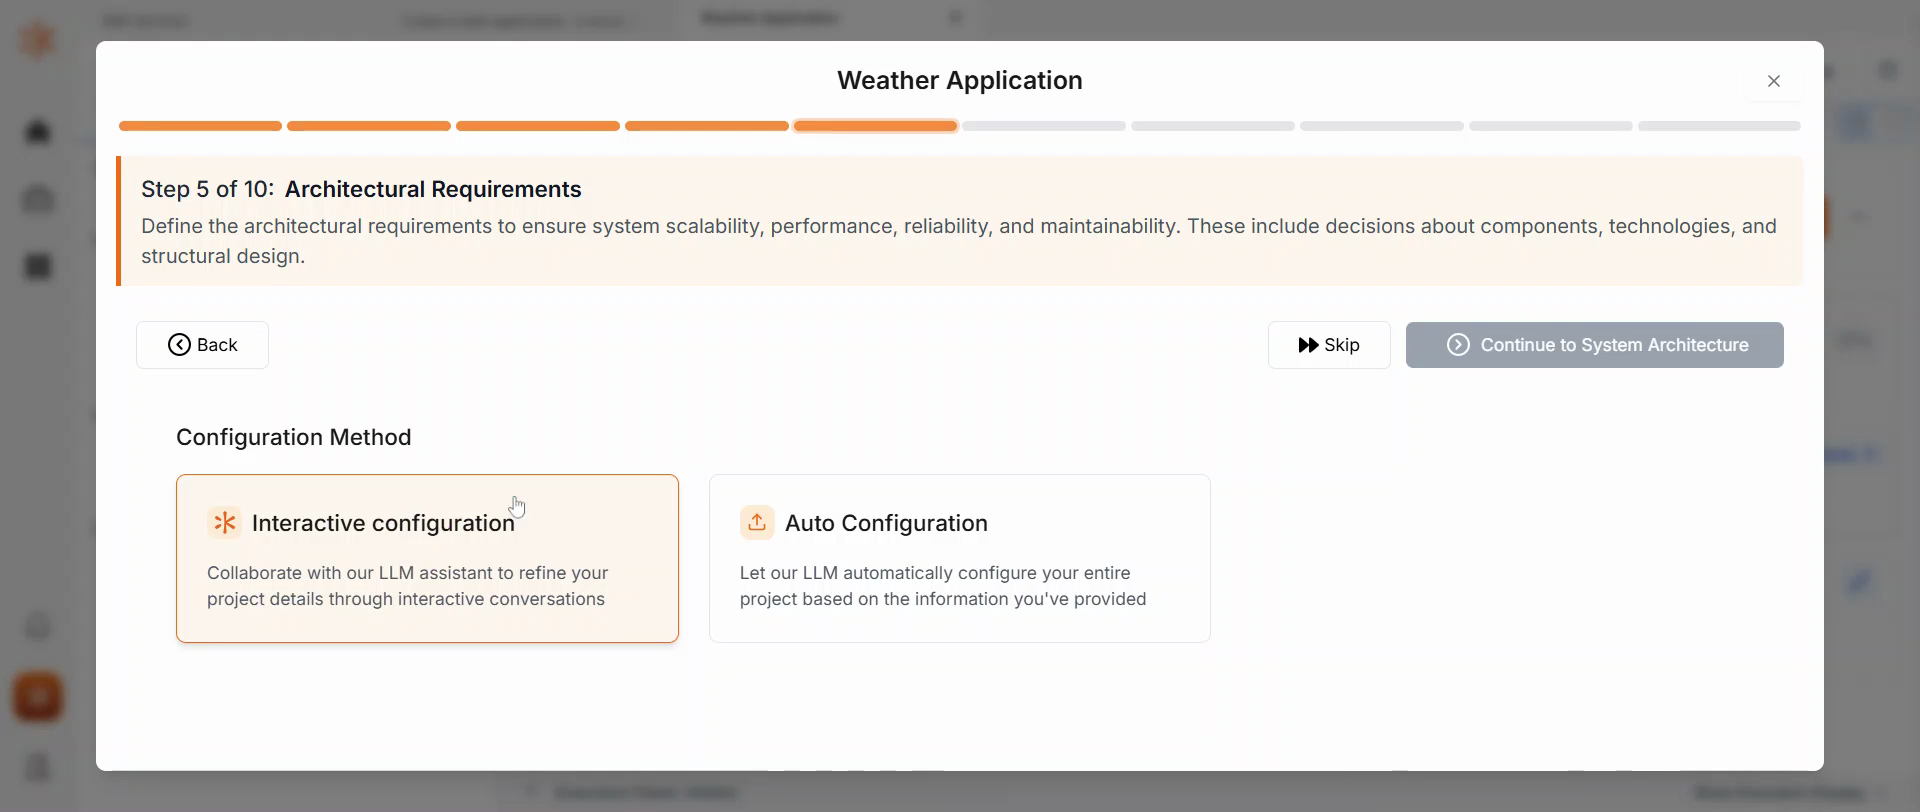 Weather Application
Step 5 of 10: Architectural Requirements
Define the architectural requirements to ensure system scalability, performance, reliability, and maintainability. These include decisions about components, technologies, and
structural design.
Back
Skip
Continue to System Architecture
Configuration Method
Interactive configuration
Collaborate with our LLM assistant to refine your
project details through interactive conversations
Auto Configuration
Let our LLM automatically configure your entire
project based on the information you've provided